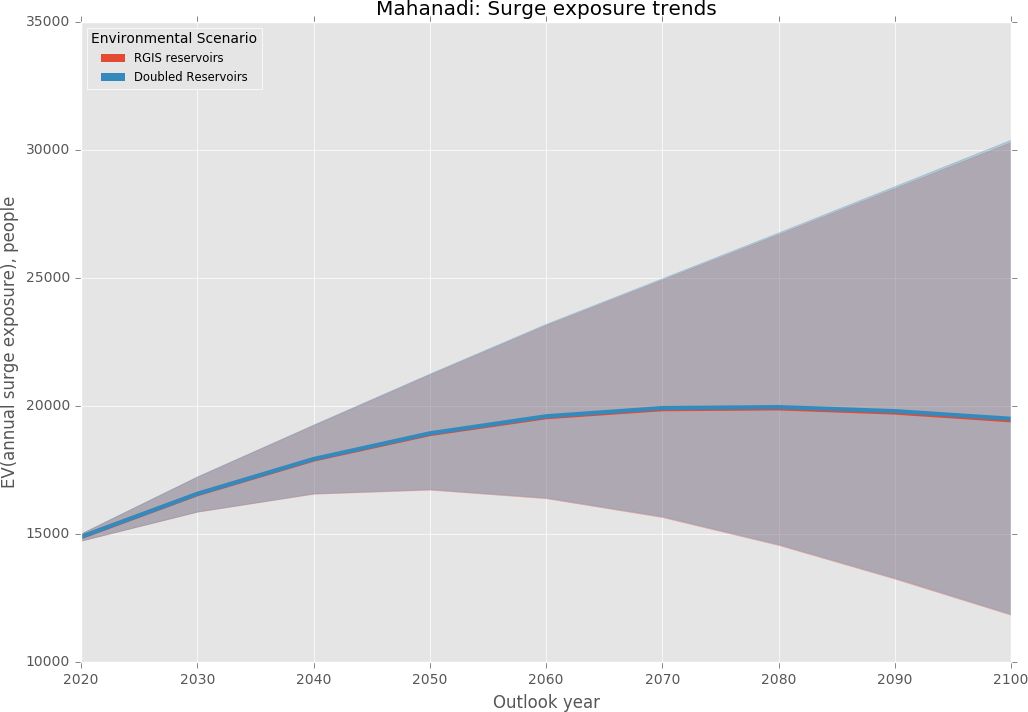 Mahanadi: Surge exposure trends
35000
30000
25000
20000
15000
10000
EV(annual surge exposure), people
Environmental Scenario
RGIS reservoirs
Doubled Reservoirs
2020 2030 2040 2050 2060 2070 2080 2090 2100
Outlook year